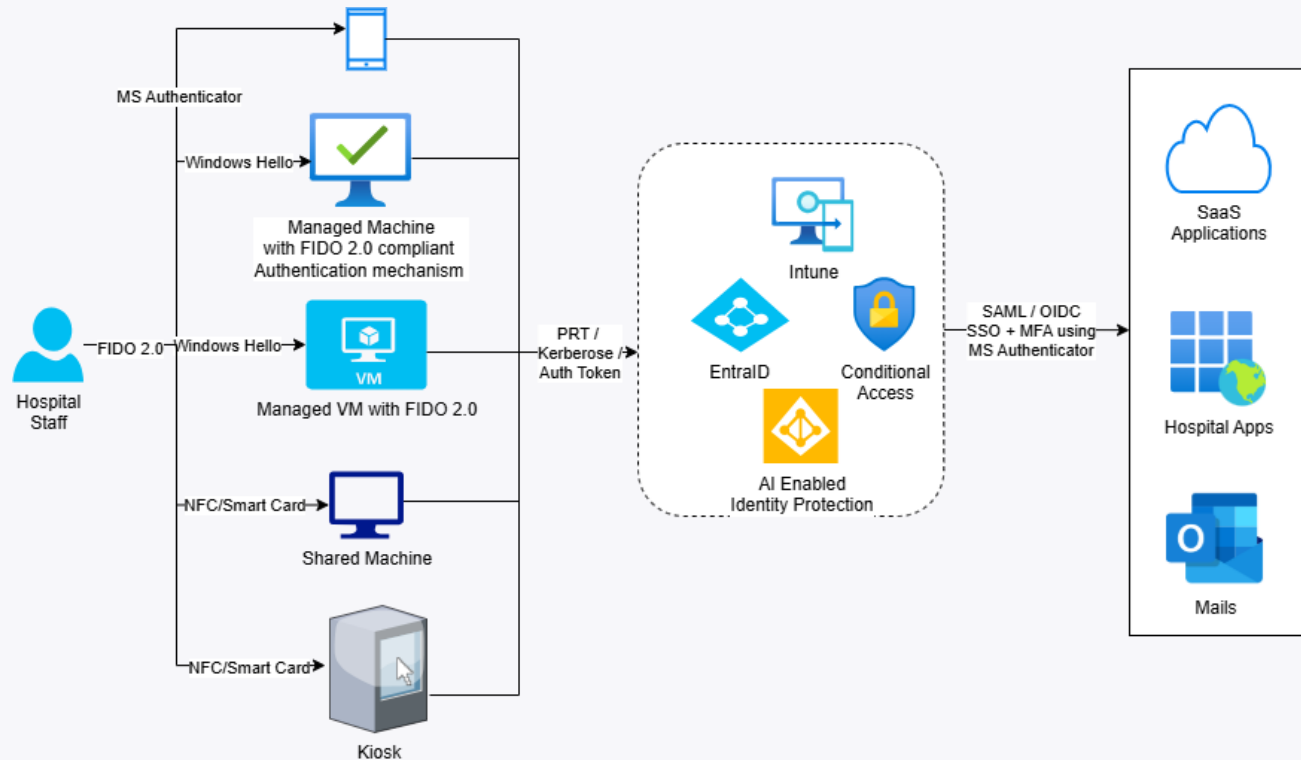 MS Authenticator
Windows Hello
Managed Machine
with FIDO 2.0 compliant
Authentication mechanism
Hospital
Staff
FIDO 2.0
Windows Hello
VM
Managed VM with FIDO 2.0
NFC/Smart Card
Shared Machine
NFC/Smart Card
Kiosk
PRT /
Kerberose /
Auth Token
Intune
EntraID
Conditional
Access
AI Enabled
Identity Protection
SAML / OIDC
SSO + MFA using
MS Authenticator
SaaS
Applications
Hospital Apps
O
Mails